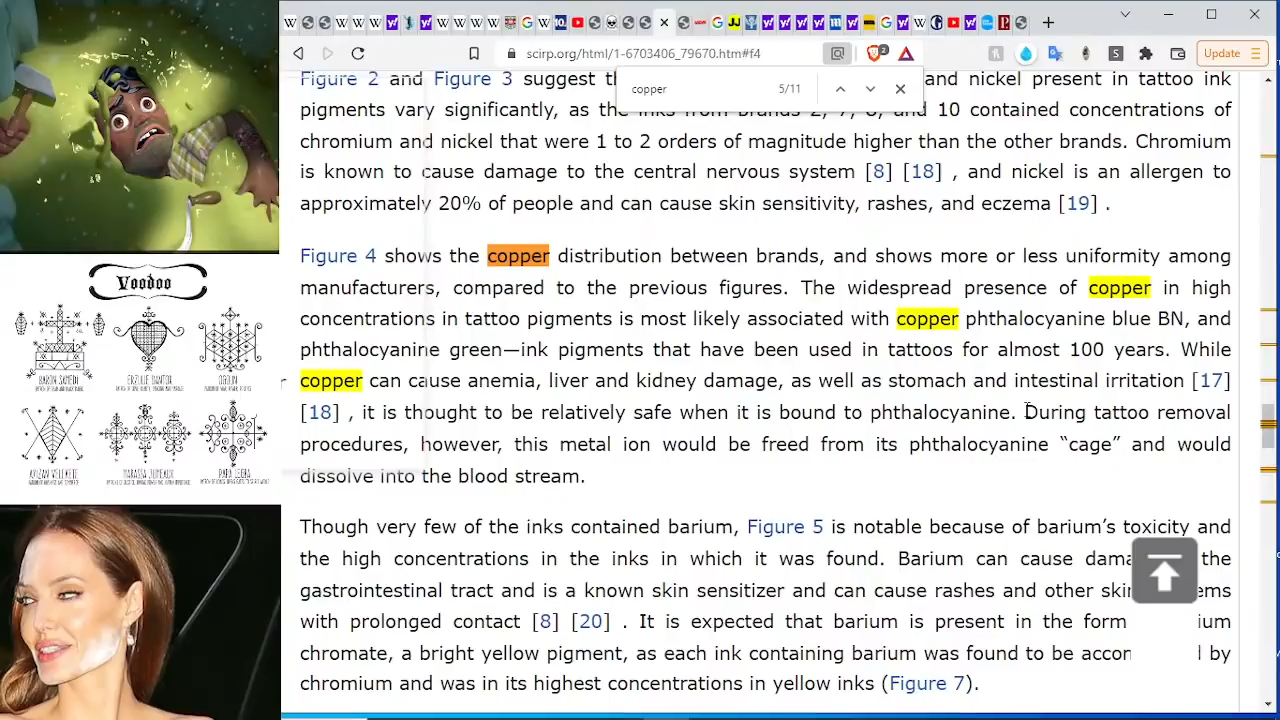 scirp.org/html/1-6703406_79670.htm#f4
2
Update
copper
5/11
Figure 2 and Figure 3 suggest th
and nickel present in tattoo ink
pigments vary significantly, as the inks from brands 2, 7, 8, and 10 contained concentrations of
chromium and nickel that were 1 to 2 orders of magnitude higher than the other brands. Chromium
is known to cause damage to the central nervous system [8] [18] , and nickel is an allergen to
approximately 20% of people and can cause skin sensitivity, rashes, and eczema [19] .
Figure 4 shows the copper distribution between brands, and shows more or less uniformity among
manufacturers, compared to the previous figures. The widespread presence of copper in high
concentrations in tattoo pigments is most likely associated with copper phthalocyanine blue BN, and
phthalocyanine green—ink pigments that have been used in tattoos for almost 100 years. While
copper can cause anemia, liver and kidney damage, as well as stomach and intestinal irritation [17]
[18] , it is thought to be relatively safe when it is bound to phthalocyanine. During tattoo removal
procedures, however, this metal ion would be freed from its phthalocyanine “cage” and would
dissolve into the blood stream.
Though very few of the inks contained barium, Figure 5 is notable because of barium’s toxicity and
the high concentrations in the inks in which it was found. Barium can cause dama the
gastrointestinal tract and is a known skin sensitizer and can cause rashes and other skin ems
with prolonged contact [8] [20] . It is expected that barium is present in the form ium
chromate, a bright yellow pigment, as each ink containing barium was found to be accor l by
chromium and was in its highest concentrations in yellow inks (Figure 7).
Voodoo
BARON SAMEDI
ERZULIE DANTOR
OGOUN
AYIZAN VELEKETE
MARASSA JUMEAUX
PAPA LEGBA